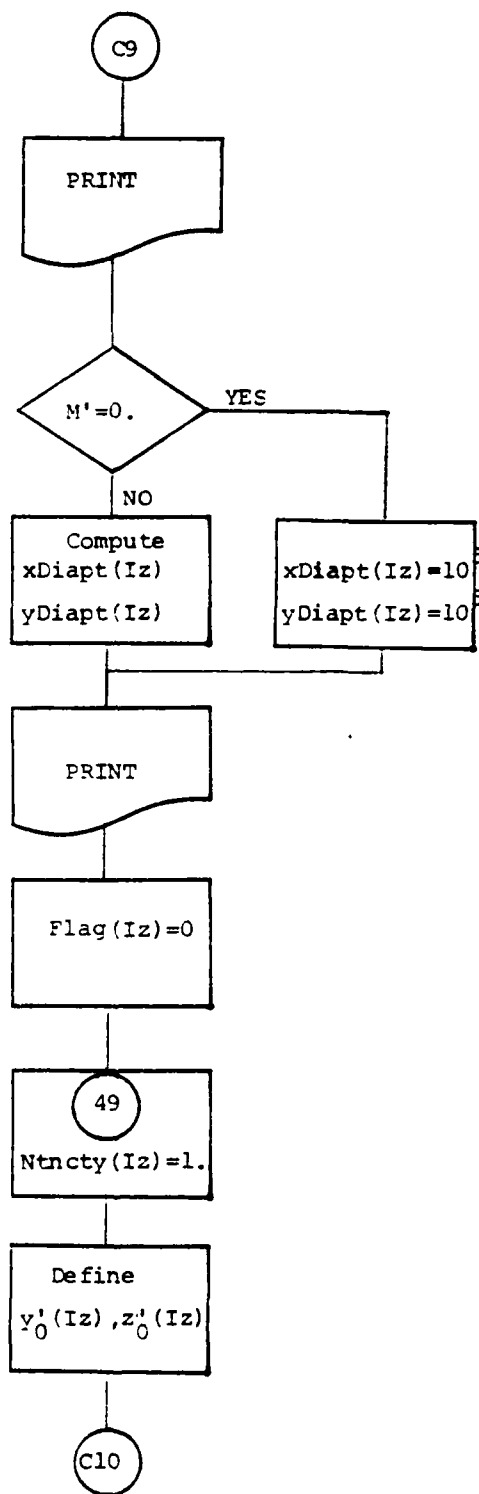 C9
PRINT
M'=0.
YES
NO
Compute
xDiapt(Iz)
yDiapt(Iz)
xDiapt(Iz)=10
yDiapt(Iz)=10
PRINT
Flag(Iz)=0
49
Ntncty(Iz)=1.
Define
y'0(Iz),z'0(Iz)
C10